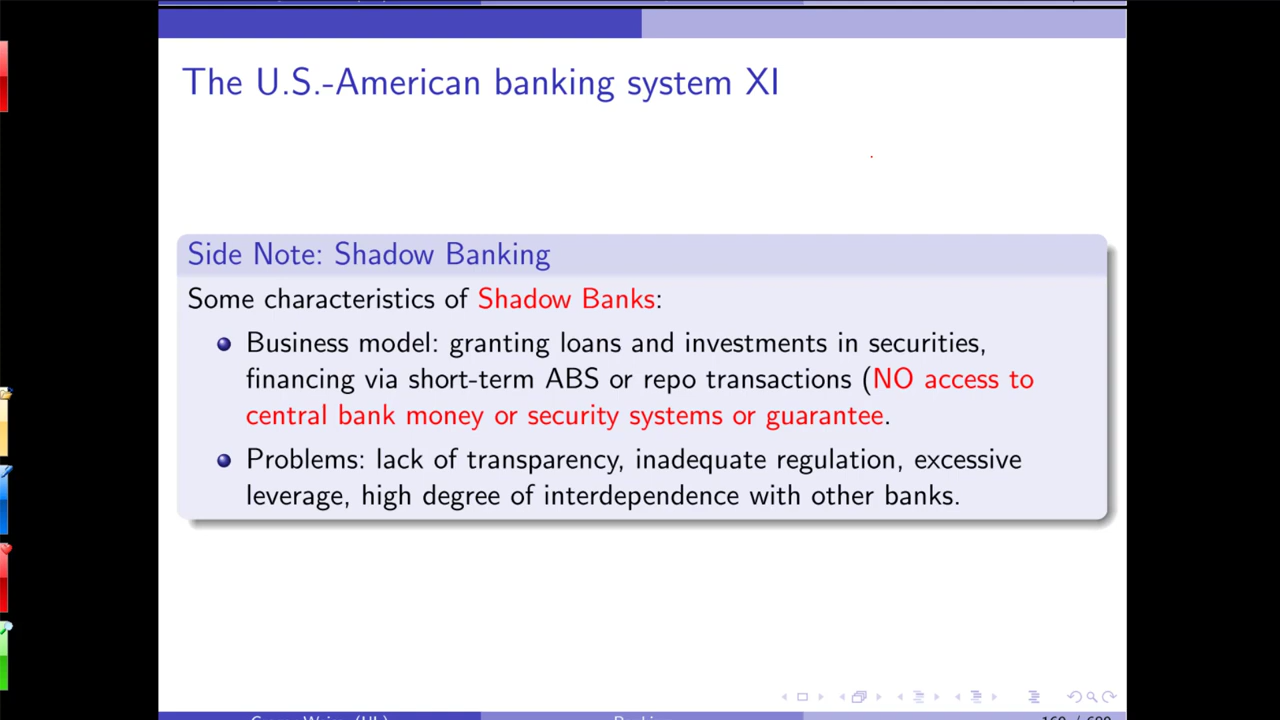 The U.S.-American banking system XI
Side Note: Shadow Banking
Some characteristics of Shadow Banks:
Business model: granting loans and investments in securities,
financing via short-term ABS or repo transactions (NO access to
central bank money or security systems or guarantee.
Problems: lack of transparency, inadequate regulation, excessive
leverage, high degree of interdependence with other banks.